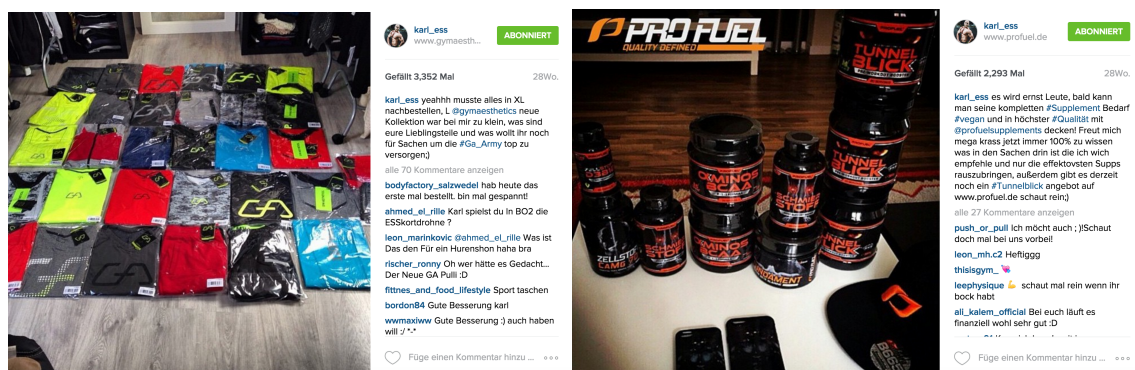 karl_ess
www.gymaesth...
ABONNIERT
Gefällt 3,352 Mal
28Wo.
karl_ess yeahhh musste alles in XL
nachbestellen, L @gymaesthetics neue
Kollektion war bei mir zu klein, was sind
eure Lieblingsteile und was wollt ihr noch
für Sachen um die #Ga_Army top zu
versorgen;)
alle 70 Kommentare anzeigen
bodyfactory_salzwedel hab heute das
erste mal bestellt. bin mal gespannt!
ahmed_el_rille Karl spielst du In BO2 die
ESSkortdrohne ?
leon_marinkovic @ahmed_el_rille Was ist
Das den Für ein Hurenshon haha bra
rischer_ronny Oh wer hätte es Gedacht...
Der Neue GA Pulli :D
fittnes_and_food_lifestyle Sport taschen
bordon84 Gute Besserung karl
wwmaxiww Gute Besserung :) auch haben
will :/ *-*
Füge einen Kommentar hinzu ...
PROFUEL
QUALITY DEFINED
TUNNEL
BLICK
TUNNEL
BLICK
TUNNEL
BLICK
SCHMIER
STOFF
ZELLSTOFF
karl_ess
www.profuel.de
ABONNIERT
Gefällt 2,293 Mal
28Wo.
karl_ess es wird ernst Leute, bald kann
man seine kompletten #Supplement Bedarf
#vegan und in höchster #Qualität mit
@profuelsupplements decken! Freut mich
mega krass jetzt immer 100% zu wissen
was in den Sachen drin ist die ich wich
empfehle und nur die effektovsten Supps
rauszubringen, außerdem gibt es derzeit
noch ein #Tunnelblick angebot auf
www.profuel.de schaut rein;)
alle 27 Kommentare anzeigen
push_or_pull Ich möcht auch ; )!Schaut
doch mal bei uns vorbei!
leon_mh.c2 Heftiggg
thisisgym_ 💘
leephysique 💪 schaut mal rein wenn ihr
bock habt
ali_kalem_official Bei euch läuft es
finanziell wohl sehr gut :D
Füge einen Kommentar hinzu ...